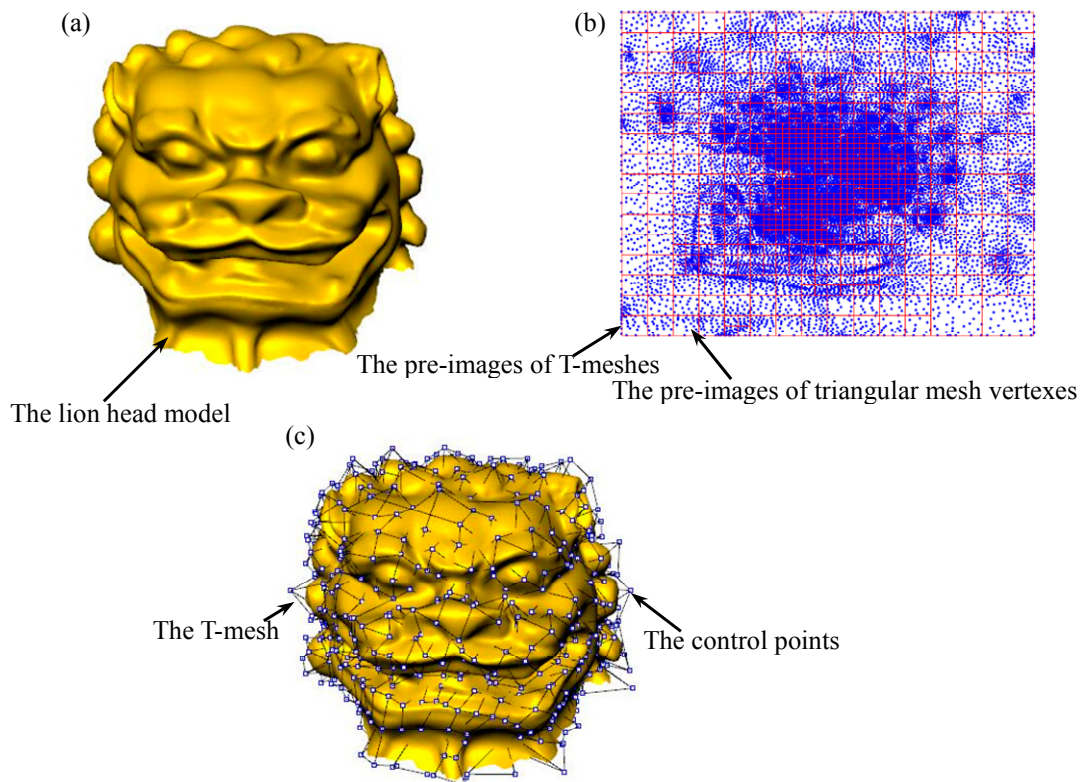 (a)
(b)
The pre-images of T-meshes
The pre-images of triangular mesh vertexes
The lion head model
(c)
The T-mesh
The control points